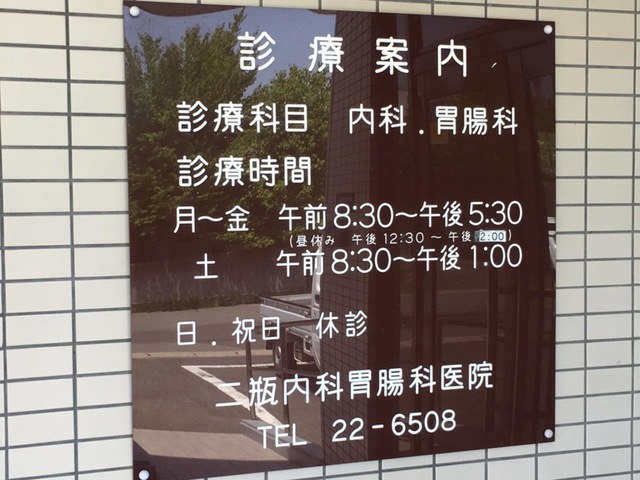 診療案内
診療科目 内科.胃腸科
診療時間
月〜金 午前8:30〜午後5:30
(昼休み 午後12:30〜午後2:00)
土 午前8:30〜午後1:00
日.祝日 休診
二瓶内科胃腸科医院
TEL 22-6508